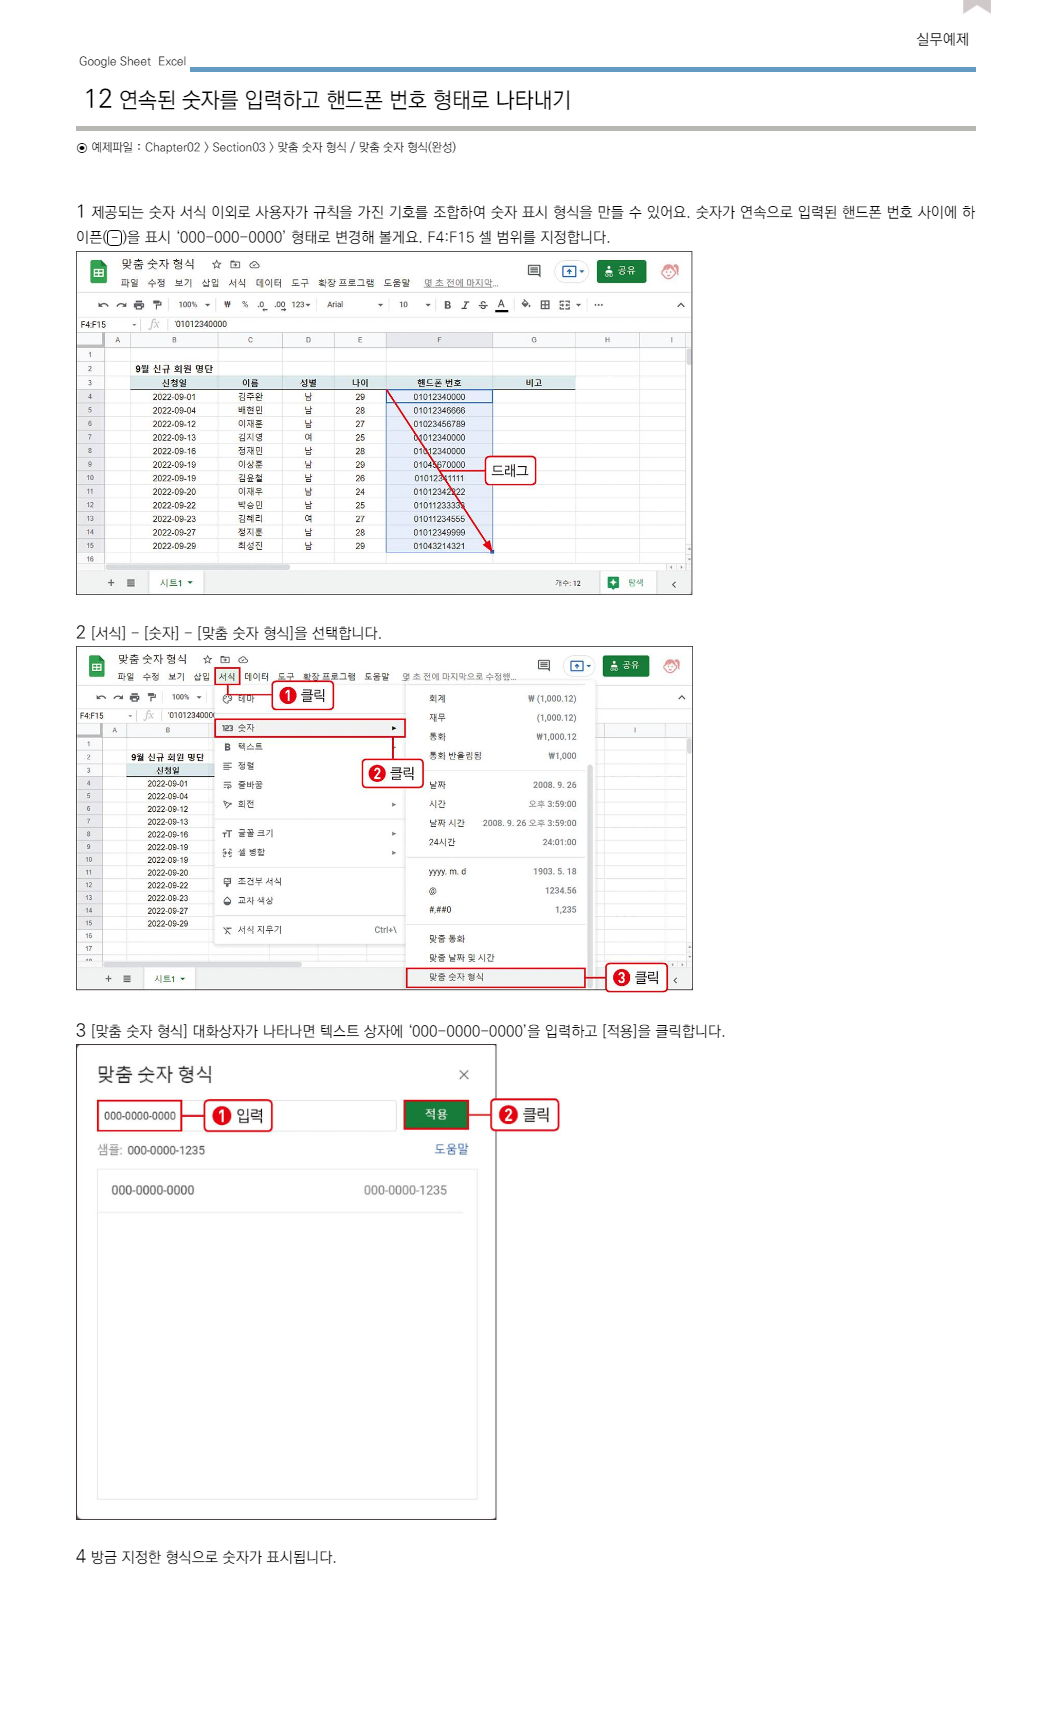 실무예제
Google Sheet Excel
12 연속된 숫자를 입력하고 핸드폰 번호 형태로 나타내기
⦿ 예제파일 : Chapter02 〉 Section03 〉 맞춤 숫자 형식 / 맞춤 숫자 형식(완성)
1 제공되는 숫자 서식 이외로 사용자가 규칙을 가진 기호를 조합하여 숫자 표시 형식을 만들 수 있어요. 숫자가 연속으로 입력된 핸드폰 번호 사이에 하
이픈(-)을 표시 ‘000-000-0000’ 형태로 변경해 볼게요. F4:F15 셀 범위를 지정합니다.
맞춤 숫자 형식
공유
파일 수정 보기 삽입 서식 데이터 도구 확장 프로그램 도움말 몇 초 전에 마지막...
100% ₩ % .0 .00 123 Arial 10 B I S A ...
F4:F15 fx '01012340000
A B C D E F G H I
1
2 9월 신규 회원 명단
3 신청일 이름 성별 나이 핸드폰 번호 비고
4 2022-09-01 김주완 남 29 01012340000
5 2022-09-04 배현민 남 28 01012346666
6 2022-09-12 이재훈 남 27 01023456789
7 2022-09-13 김지영 여 25 01012340000
8 2022-09-16 정재민 남 28 01012340000
9 2022-09-19 이상훈 남 29 01045670000
10 2022-09-19 김윤철 남 26 01012341111
11 2022-09-20 이재우 남 24 01012342222
12 2022-09-22 박승민 남 25 01011233333
13 2022-09-23 김혜리 여 27 01011234555
14 2022-09-27 정지훈 남 28 01012349999
15 2022-09-29 최성진 남 29 01043214321
16
드래그
시트1 개수: 12 탐색
2 [서식] - [숫자] - [맞춤 숫자 형식]을 선택합니다.
맞춤 숫자 형식
공유
파일 수정 보기 삽입 서식 데이터 도구 확장 프로그램 도움말 몇 초 전에 마지막으로 수정했...
100%
F4:F15 fx '0101234000
A B I
1
2 9월 신규 회원 명단
3 신청일
4 2022-09-01
5 2022-09-04
6 2022-09-12
7 2022-09-13
8 2022-09-16
9 2022-09-19
10 2022-09-19
11 2022-09-20
12 2022-09-22
13 2022-09-23
14 2022-09-27
15 2022-09-29
16
17
시트1
테마
1 클릭
123 숫자
B 텍스트
2 클릭
정렬
줄바꿈
회전
글꼴 크기
셀 병합
조건부 서식
교차 색상
서식 지우기 Ctrl+\
회계 ₩ (1,000.12)
재무 (1,000.12)
통화 ₩1,000.12
통화 반올림됨 ₩1,000
날짜 2008. 9. 26
시간 오후 3:59:00
날짜 시간 2008. 9. 26 오후 3:59:00
24시간 24:01:00
yyyy. m. d 1903. 5. 18
@ 1234.56
#,##0 1,235
맞춤 통화
맞춤 날짜 및 시간
맞춤 숫자 형식
3 클릭
3 [맞춤 숫자 형식] 대화상자가 나타나면 텍스트 상자에 ‘000-0000-0000’을 입력하고 [적용]을 클릭합니다.
맞춤 숫자 형식 ×
000-0000-0000 1 입력 적용 2 클릭
샘플: 000-0000-1235 도움말
000-0000-0000 000-0000-1235
4 방금 지정한 형식으로 숫자가 표시됩니다.